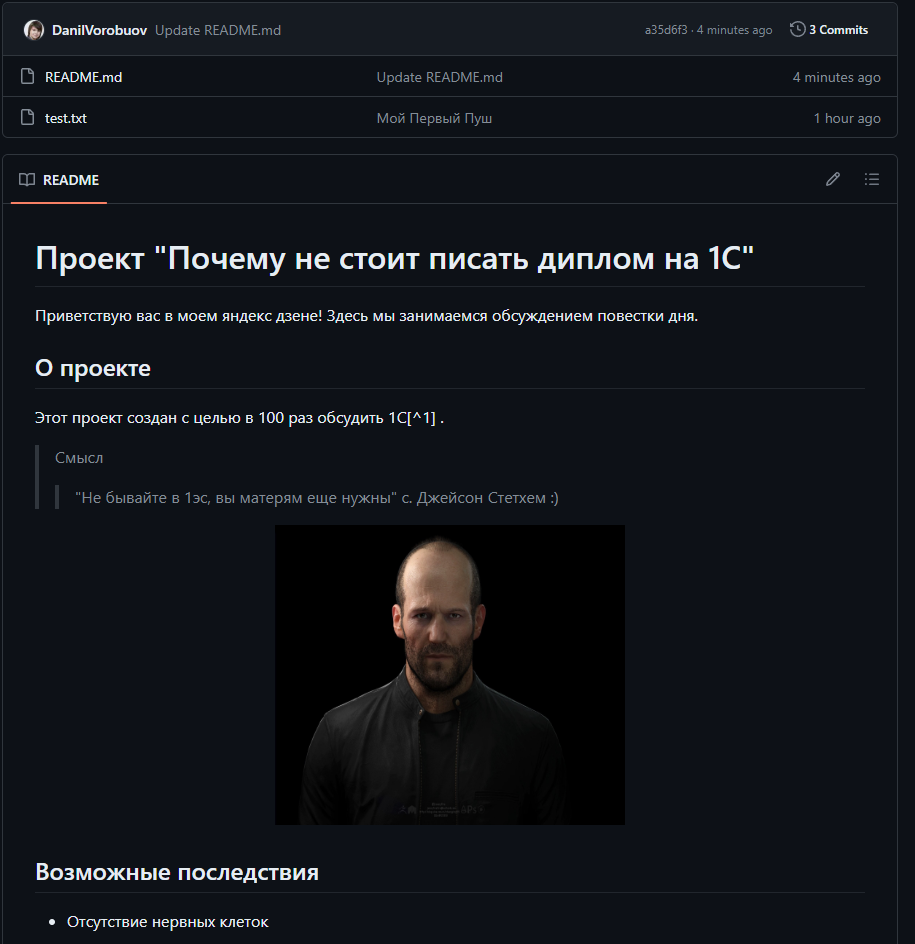 DanilVorobuov Update README.md a35d6f3 · 4 minutes ago 3 Commits
README.md Update README.md 4 minutes ago
test.txt Мой Первый Пуш 1 hour ago
README
Проект "Почему не стоит писать диплом на 1С"
Приветствую вас в моем яндекс дзене! Здесь мы занимаемся обсуждением повестки дня.
О проекте
Этот проект создан с целью в 100 раз обсудить 1С[^1] .
Смысл
"Не бывайте в 1эс, вы матерям еще нужны" с. Джейсон Стетхем :)
Возможные последствия
Отсутствие нервных клеток